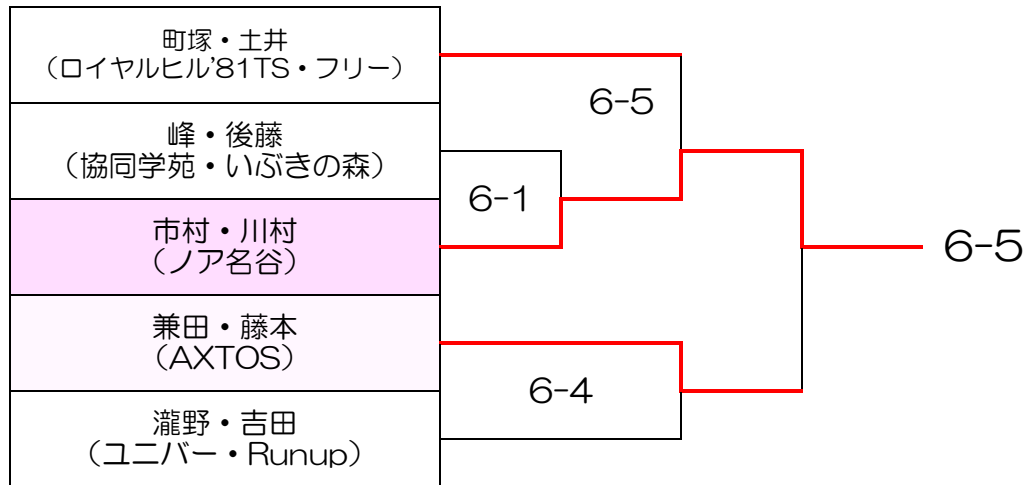 町塚・土井
（ロイヤルヒル'81TS・フリー）
6-5
峰・後藤
（協同学苑・いぶきの森）
6-1
市村・川村
（ノア名谷）
6-5
兼田・藤本
（AXTOS）
6-4
瀧野・吉田
（ユニバー・Runup）